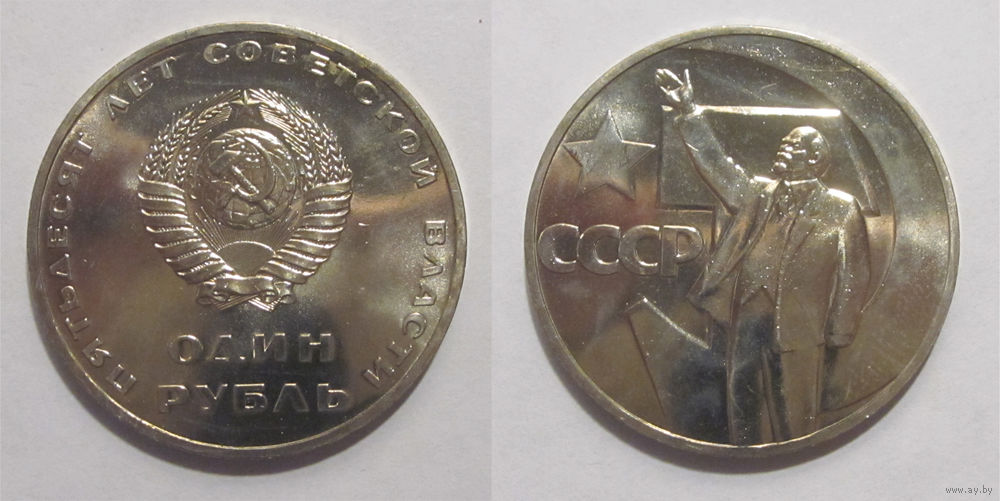 ПЯТЬДЕСЯТ ЛЕТ СОВЕТСКОЙ ВЛАСТИ
ОДИН
РУБЛЬ
СССР
www.ay.by